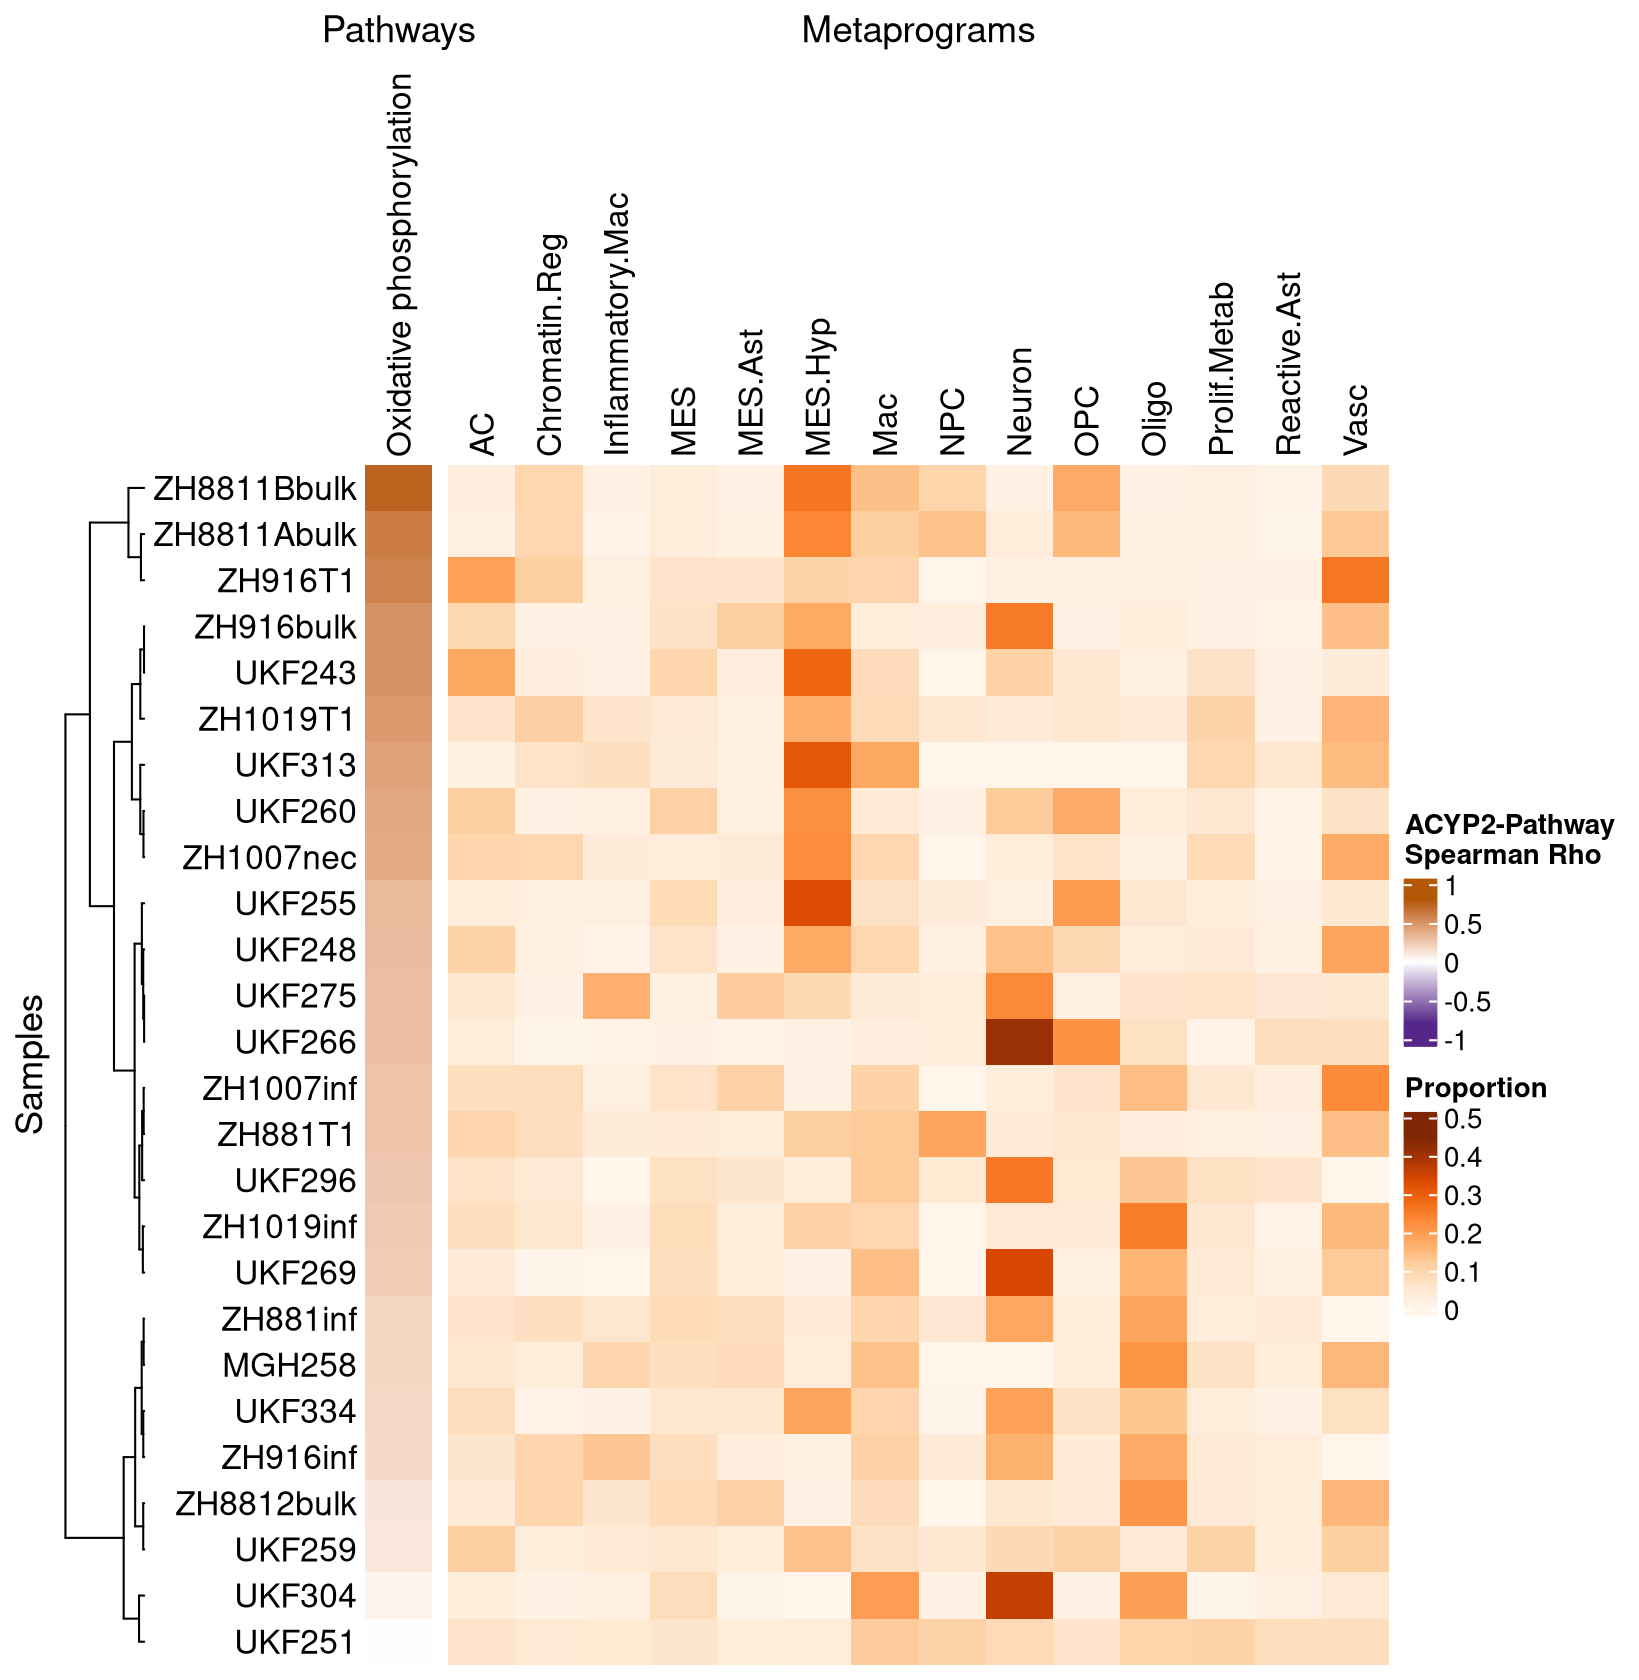 Pathways
Metaprograms
Oxidative phosphorylation
AC
Chromatin.Reg
Inflammatory.Mac
MES
MES.Ast
MES.Hyp
Mac
NPC
Neuron
OPC
Oligo
Prolif.Metab
Reactive.Ast
Vasc
Samples
ZH8811Bbulk
ZH8811Abulk
ZH916T1
ZH916bulk
UKF243
ZH1019T1
UKF313
UKF260
ZH1007nec
UKF255
UKF248
UKF275
UKF266
ZH1007inf
ZH881T1
UKF296
ZH1019inf
UKF269
ZH881inf
MGH258
UKF334
ZH916inf
ZH8812bulk
UKF259
UKF304
UKF251
ACYP2-Pathway
Spearman Rho
1
0.5
0
-0.5
-1
Proportion
0.5
0.4
0.3
0.2
0.1
0